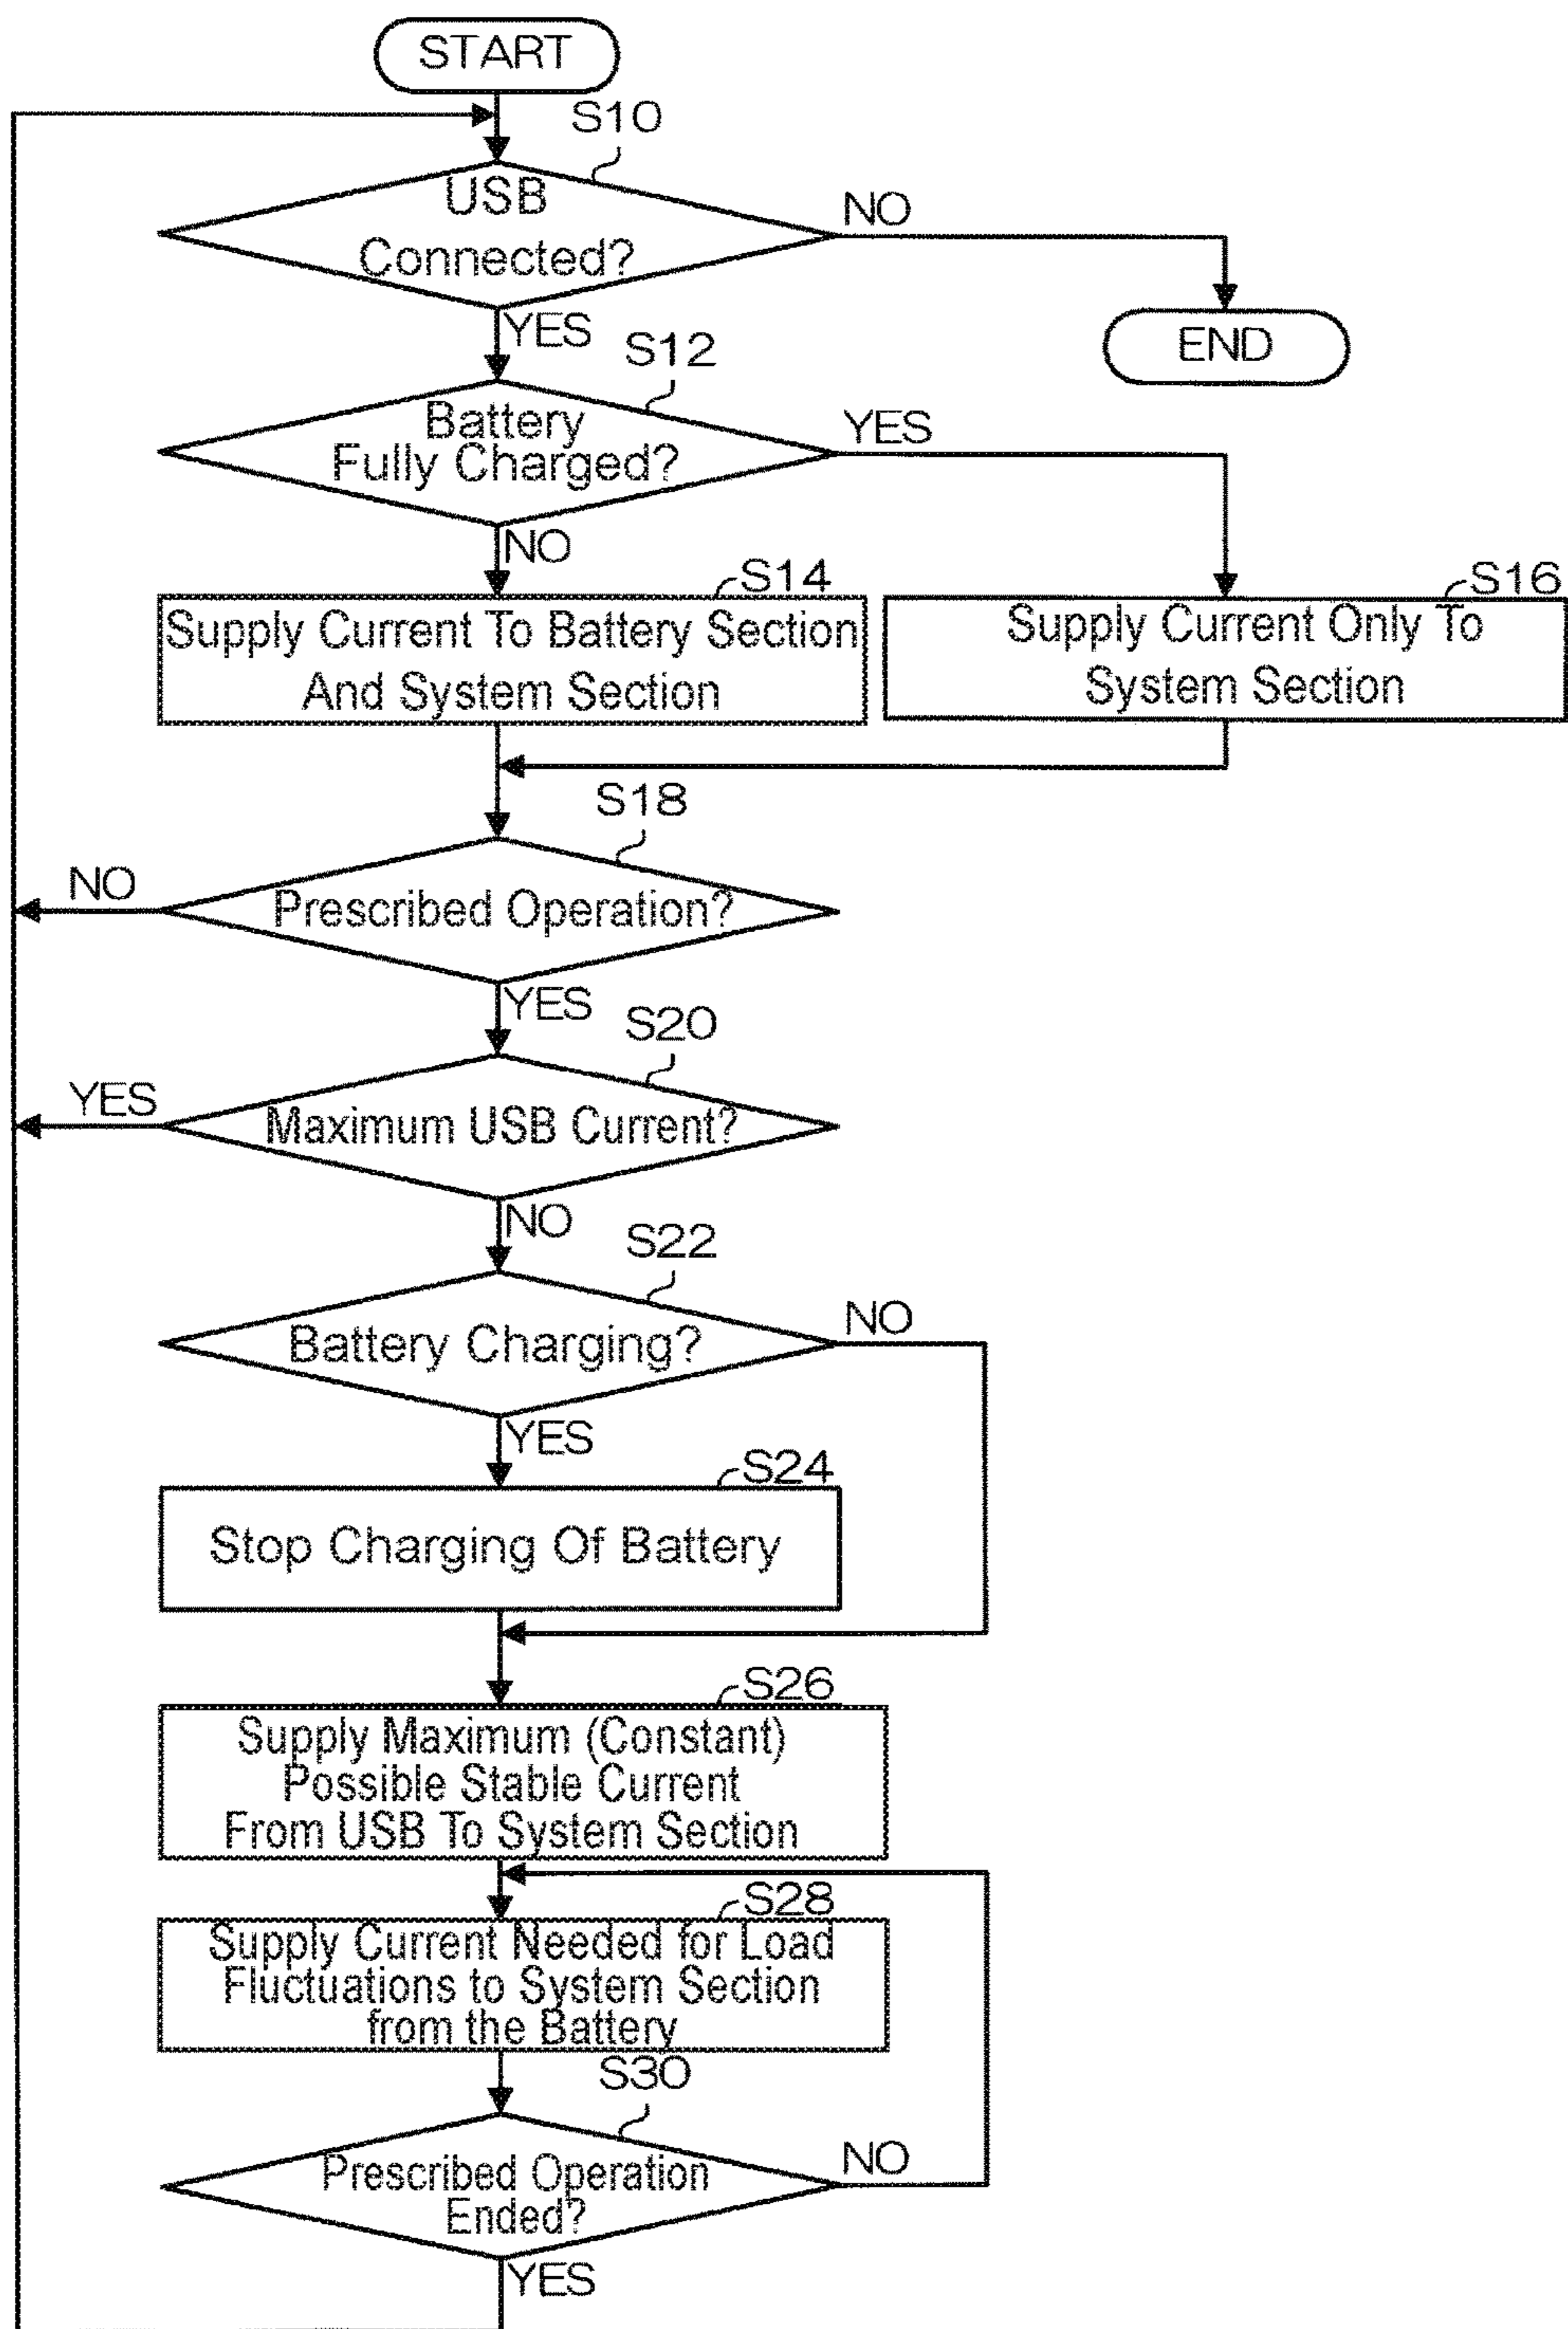 START
S10
USB
Connected?
NO
END
YES
S12
Battery
Fully Charged?
YES
NO
S14
Supply Current To Battery Section
And System Section
S16
Supply Current Only To
System Section
S18
NO
Prescribed Operation?
YES
S20
YES
Maximum USB Current?
NO
S22
NO
Battery Charging?
YES
S24
Stop Charging Of Battery
S26
Supply Maximum (Constant)
Possible Stable Current
From USB To System Section
S28
Supply Current Needed for Load
Fluctuations to System Section
from the Battery
S30
NO
Prescribed Operation
Ended?
YES